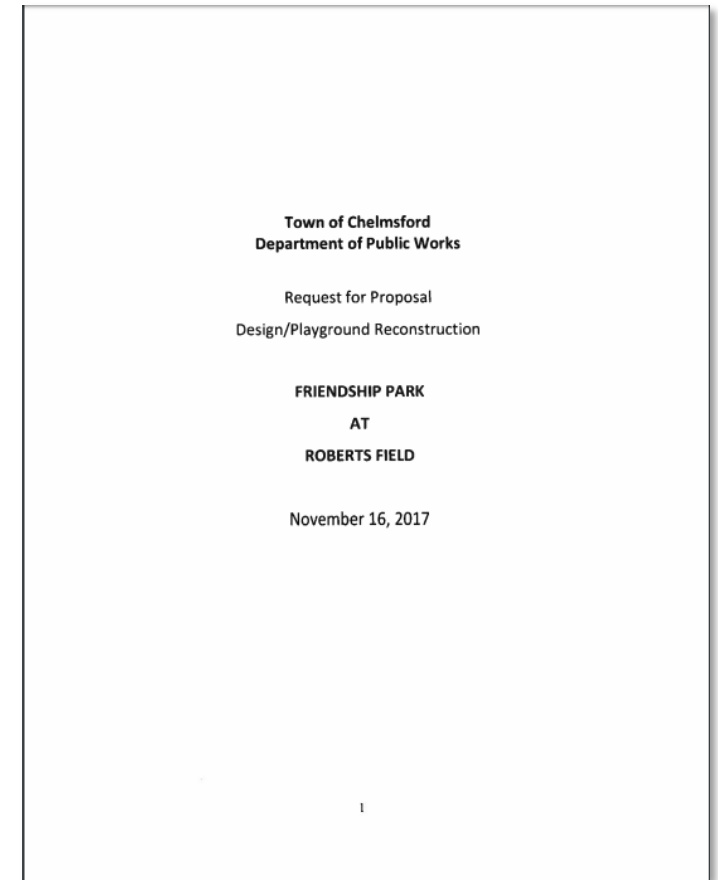 Town of Chelmsford
Department of Public Works
Request for Proposal
Design/Playground Reconstruction
FRIENDSHIP PARK
AT
ROBERTS FIELD
November 16, 2017
1